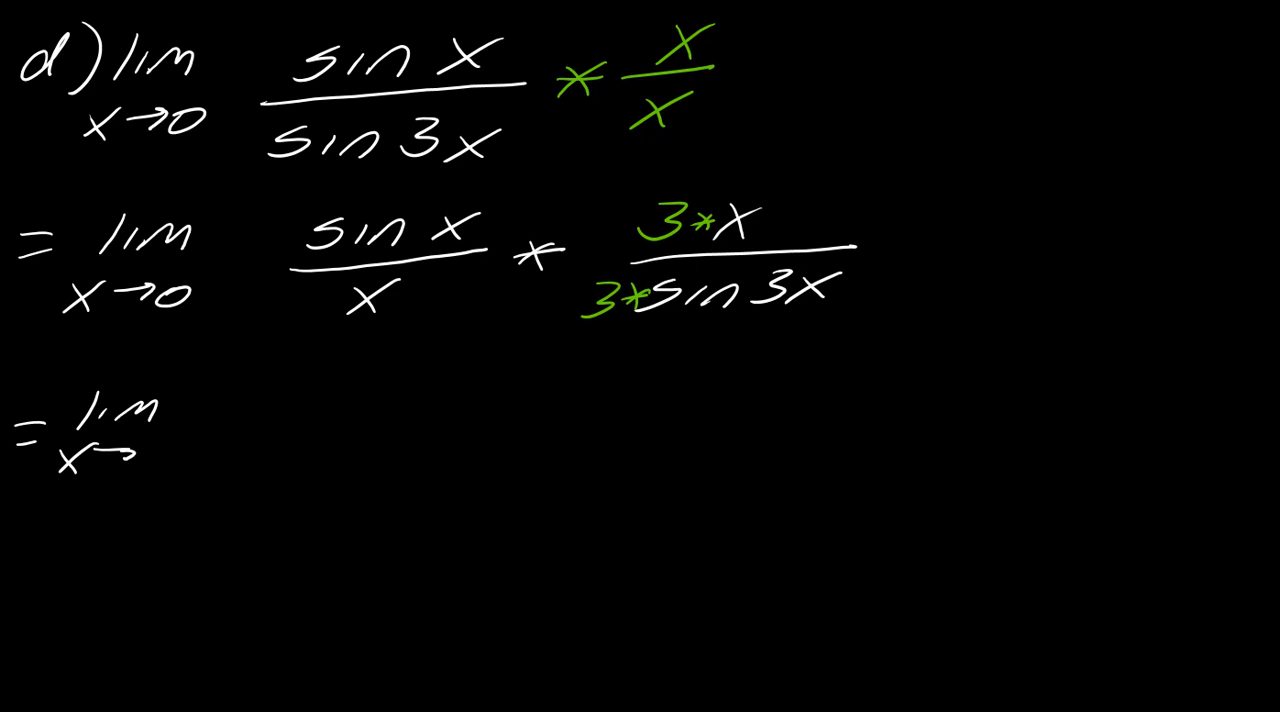 d) lim sin x * x
x→0 sin 3x x
= lim sin x * 3*x
x→0 x 3*sin 3x
= lim
x→